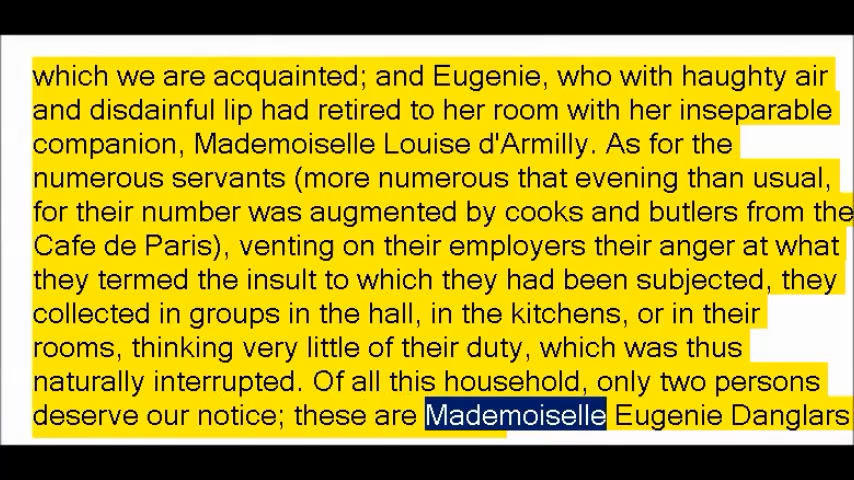 which we are acquainted; and Eugenie, who with haughty air
and disdainful lip had retired to her room with her inseparable
companion, Mademoiselle Louise d'Armilly. As for the
numerous servants (more numerous that evening than usual,
for their number was augmented by cooks and butlers from the
Cafe de Paris), venting on their employers their anger at what
they termed the insult to which they had been subjected, they
collected in groups in the hall, in the kitchens, or in their
rooms, thinking very little of their duty, which was thus
naturally interrupted. Of all this household, only two persons
deserve our notice; these are Mademoiselle Eugenie Danglars